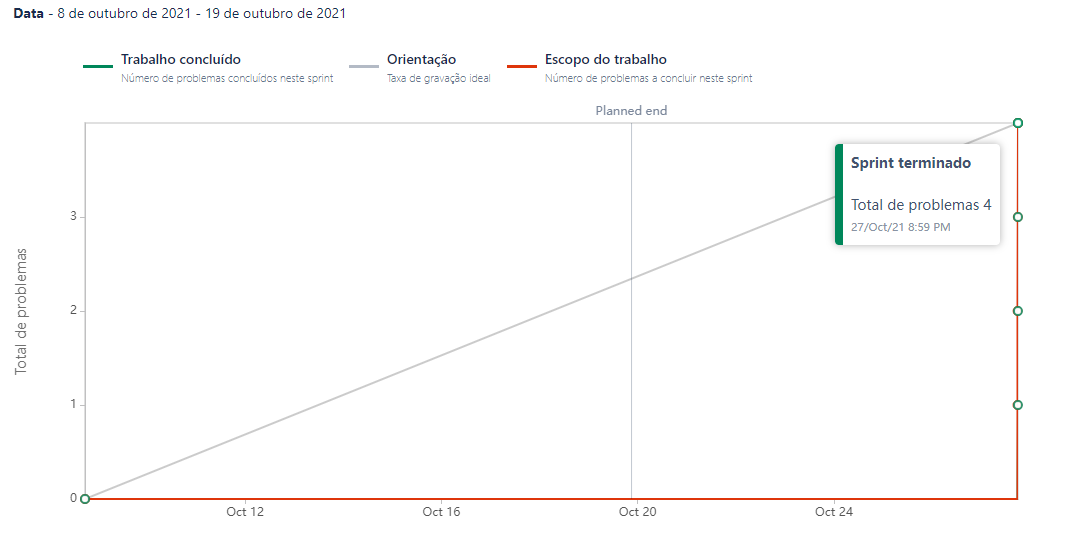 Data - 8 de outubro de 2021 - 19 de outubro de 2021
Trabalho concluído
Número de problemas concluídos neste sprint
Orientação
Taxa de gravação ideal
Escopo do trabalho
Número de problemas a concluir neste sprint
Planned end
Sprint terminado
Total de problemas 4
27/Oct/21 8:59 PM
Total de problemas
3
2
1
0
Oct 12
Oct 16
Oct 20
Oct 24